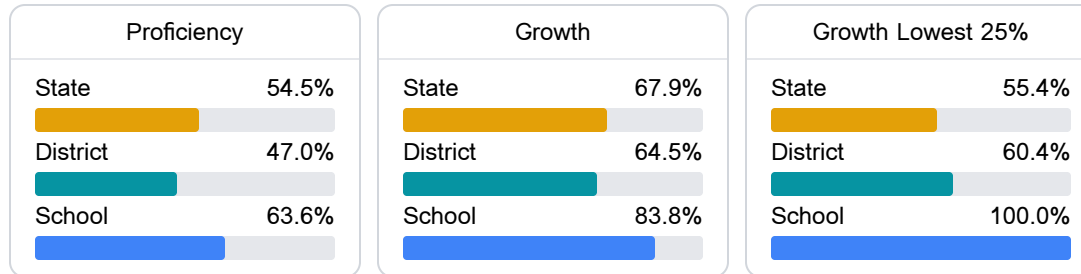 Proficiency
State 54.5%
District 47.0%
School 63.6%
Growth
State 67.9%
District 64.5%
School 83.8%
Growth Lowest 25%
State 55.4%
District 60.4%
School 100.0%